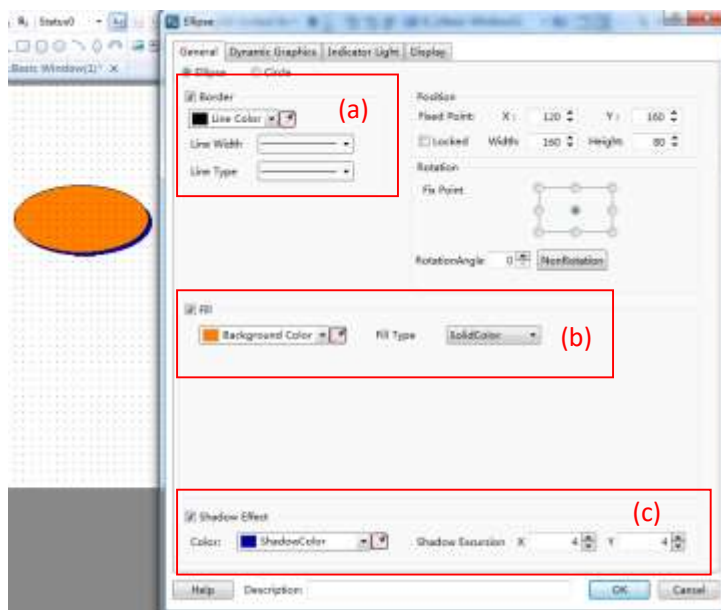 Status0
Ellipse
Basic Window(1)* X
General Dynamic Graphics Indicator Light Display
Ellipse Circle
Border (a) Position
Line Color Fixed Point: X: 120 Y: 160
Line Width Locked Width: 160 Height: 80
Line Type Rotation
Fix Point
RotationAngle 0 NonRotation
Fill
Background Color Fill Type SolidColor (b)
Shadow Effect (c)
Color: ShadowColor Shadow Excursion X 4 Y 4
Help Description: OK Cancel